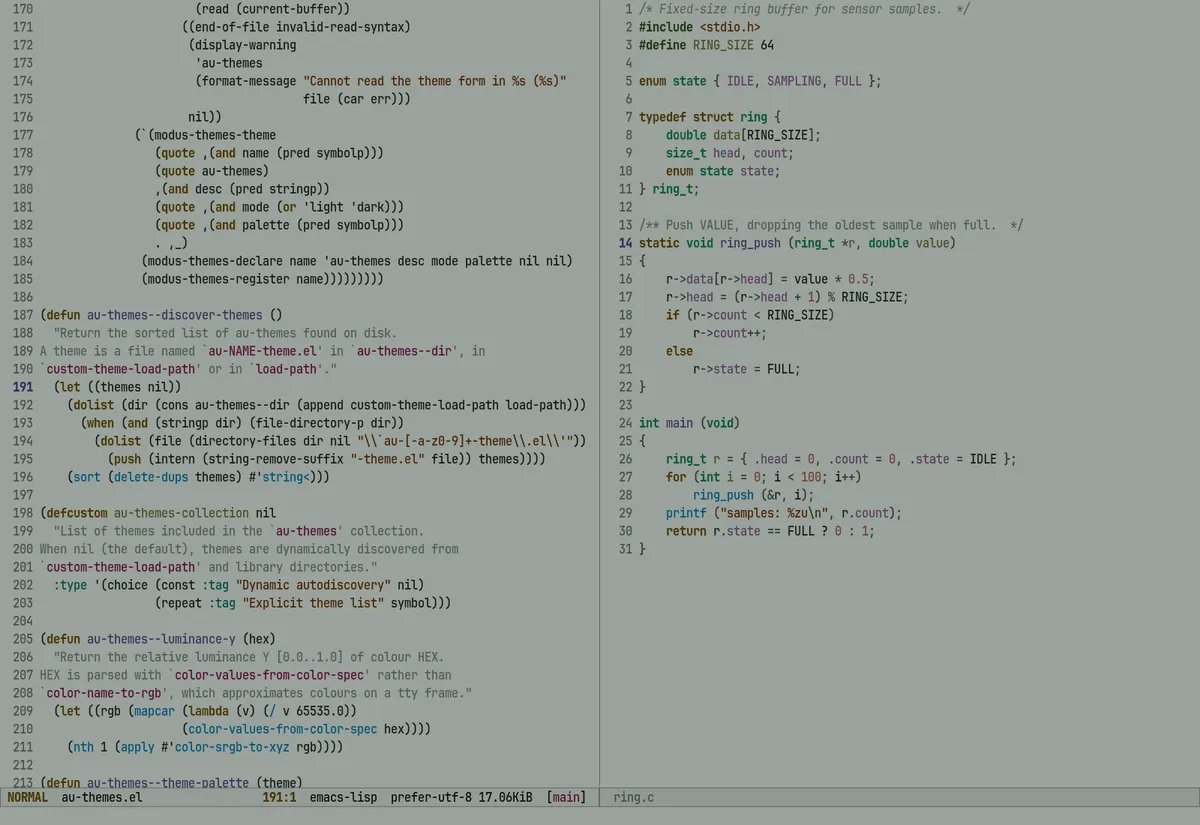 170                        (read (current-buffer))
171                      ((end-of-file invalid-read-syntax)
172                       (display-warning
173                        'au-themes
174                        (format-message "Cannot read the theme form in %s (%s)"
175                                        file (car err)))
176                       nil))
177               (`(modus-themes-theme
178                  (quote ,(and name (pred symbolp)))
179                  (quote au-themes)
180                  ,(and desc (pred stringp))
181                  (quote ,(and mode (or 'light 'dark)))
182                  (quote ,(and palette (pred symbolp)))
183                  . ,_)
184                (modus-themes-declare name 'au-themes desc mode palette nil nil)
185                (modus-themes-register name)))))))))
186
187 (defun au-themes--discover-themes ()
188   "Return the sorted list of au-themes found on disk.
189 A theme is a file named `au-NAME-theme.el' in `au-themes--dir', in
190 `custom-theme-load-path' or in `load-path'."
191   (let ((themes nil))
192     (dolist (dir (cons au-themes--dir (append custom-theme-load-path load-path)))
193       (when (and (stringp dir) (file-directory-p dir))
194         (dolist (file (directory-files dir nil "\\`au-[-a-z0-9]+-theme\\.el\\'"))
195           (push (intern (string-remove-suffix "-theme.el" file)) themes))))
196     (sort (delete-dups themes) #'string<)))
197
198 (defcustom au-themes-collection nil
199   "List of themes included in the `au-themes' collection.
200 When nil (the default), themes are dynamically discovered from
201 `custom-theme-load-path' and library directories."
202   :type '(choice (const :tag "Dynamic autodiscovery" nil)
203                  (repeat :tag "Explicit theme list" symbol)))
204
205 (defun au-themes--luminance-y (hex)
206   "Return the relative luminance Y [0.0..1.0] of colour HEX.
207 HEX is parsed with `color-values-from-color-spec' rather than
208 `color-name-to-rgb', which approximates colours on a tty frame."
209   (let ((rgb (mapcar (lambda (v) (/ v 65535.0))
210                      (color-values-from-color-spec hex))))
211     (nth 1 (apply #'color-srgb-to-xyz rgb))))
212
213 (defun au-themes--theme-palette (theme)
NORMAL  au-themes.el                  191:1  emacs-lisp  prefer-utf-8 17.06KiB  [main]
1 /* Fixed-size ring buffer for sensor samples.  */
2 #include <stdio.h>
3 #define RING_SIZE 64
4
5 enum state { IDLE, SAMPLING, FULL };
6
7 typedef struct ring {
8     double data[RING_SIZE];
9     size_t head, count;
10     enum state state;
11 } ring_t;
12
13 /** Push VALUE, dropping the oldest sample when full.  */
14 static void ring_push (ring_t *r, double value)
15 {
16     r->data[r->head] = value * 0.5;
17     r->head = (r->head + 1) % RING_SIZE;
18     if (r->count < RING_SIZE)
19         r->count++;
20     else
21         r->state = FULL;
22 }
23
24 int main (void)
25 {
26     ring_t r = { .head = 0, .count = 0, .state = IDLE };
27     for (int i = 0; i < 100; i++)
28         ring_push (&r, i);
29     printf ("samples: %zu\n", r.count);
30     return r.state == FULL ? 0 : 1;
31 }
ring.c